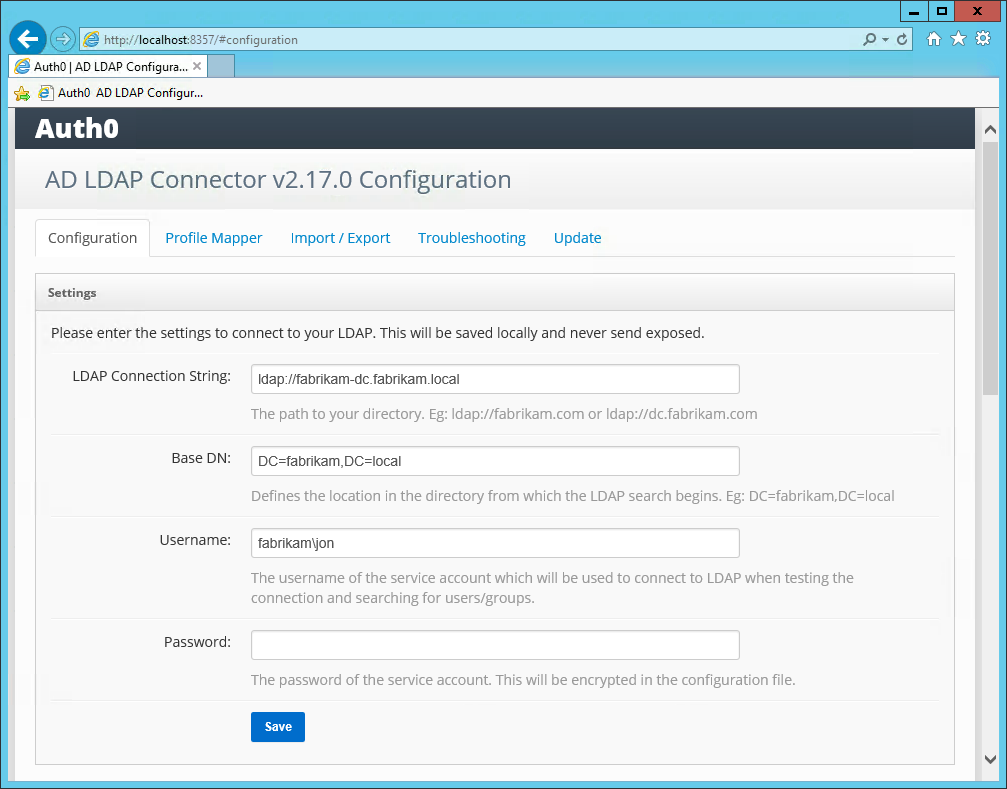 http://localhost:8357/#configuration
Auth0 | AD LDAP Configura...
Auth0 AD LDAP Configur...
Auth0
AD LDAP Connector v2.17.0 Configuration
Configuration Profile Mapper Import / Export Troubleshooting Update
Settings
Please enter the settings to connect to your LDAP. This will be saved locally and never send exposed.
LDAP Connection String: ldap://fabrikam-dc.fabrikam.local
The path to your directory. Eg: ldap://fabrikam.com or ldap://dc.fabrikam.com
Base DN: DC=fabrikam,DC=local
Defines the location in the directory from which the LDAP search begins. Eg: DC=fabrikam,DC=local
Username: fabrikam\jon
The username of the service account which will be used to connect to LDAP when testing the
connection and searching for users/groups.
Password:
The password of the service account. This will be encrypted in the configuration file.
Save